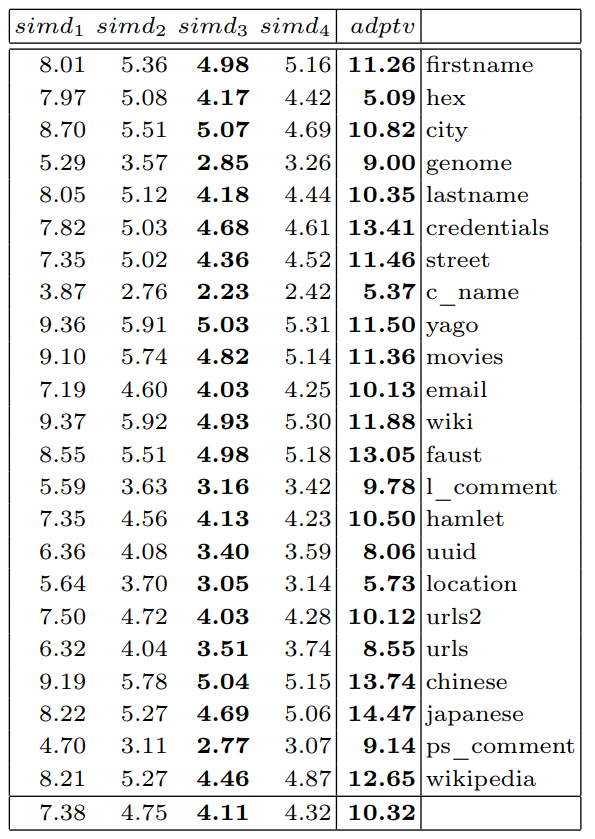 simd₁ simd₂ simd₃ simd₄ adptv
8.01 5.36 4.98 5.16 11.26 firstname
7.97 5.08 4.17 4.42 5.09 hex
8.70 5.51 5.07 4.69 10.82 city
5.29 3.57 2.85 3.26 9.00 genome
8.05 5.12 4.18 4.44 10.35 lastname
7.82 5.03 4.68 4.61 13.41 credentials
7.35 5.02 4.36 4.52 11.46 street
3.87 2.76 2.23 2.42 5.37 c_name
9.36 5.91 5.03 5.31 11.50 yago
9.10 5.74 4.82 5.14 11.36 movies
7.19 4.60 4.03 4.25 10.13 email
9.37 5.92 4.93 5.30 11.88 wiki
8.55 5.51 4.98 5.18 13.05 faust
5.59 3.63 3.16 3.42 9.78 l_comment
7.35 4.56 4.13 4.23 10.50 hamlet
6.36 4.08 3.40 3.59 8.06 uuid
5.64 3.70 3.05 3.14 5.73 location
7.50 4.72 4.03 4.28 10.12 urls2
6.32 4.04 3.51 3.74 8.55 urls
9.19 5.78 5.04 5.15 13.74 chinese
8.22 5.27 4.69 5.06 14.47 japanese
4.70 3.11 2.77 3.07 9.14 ps_comment
8.21 5.27 4.46 4.87 12.65 wikipedia
7.38 4.75 4.11 4.32 10.32